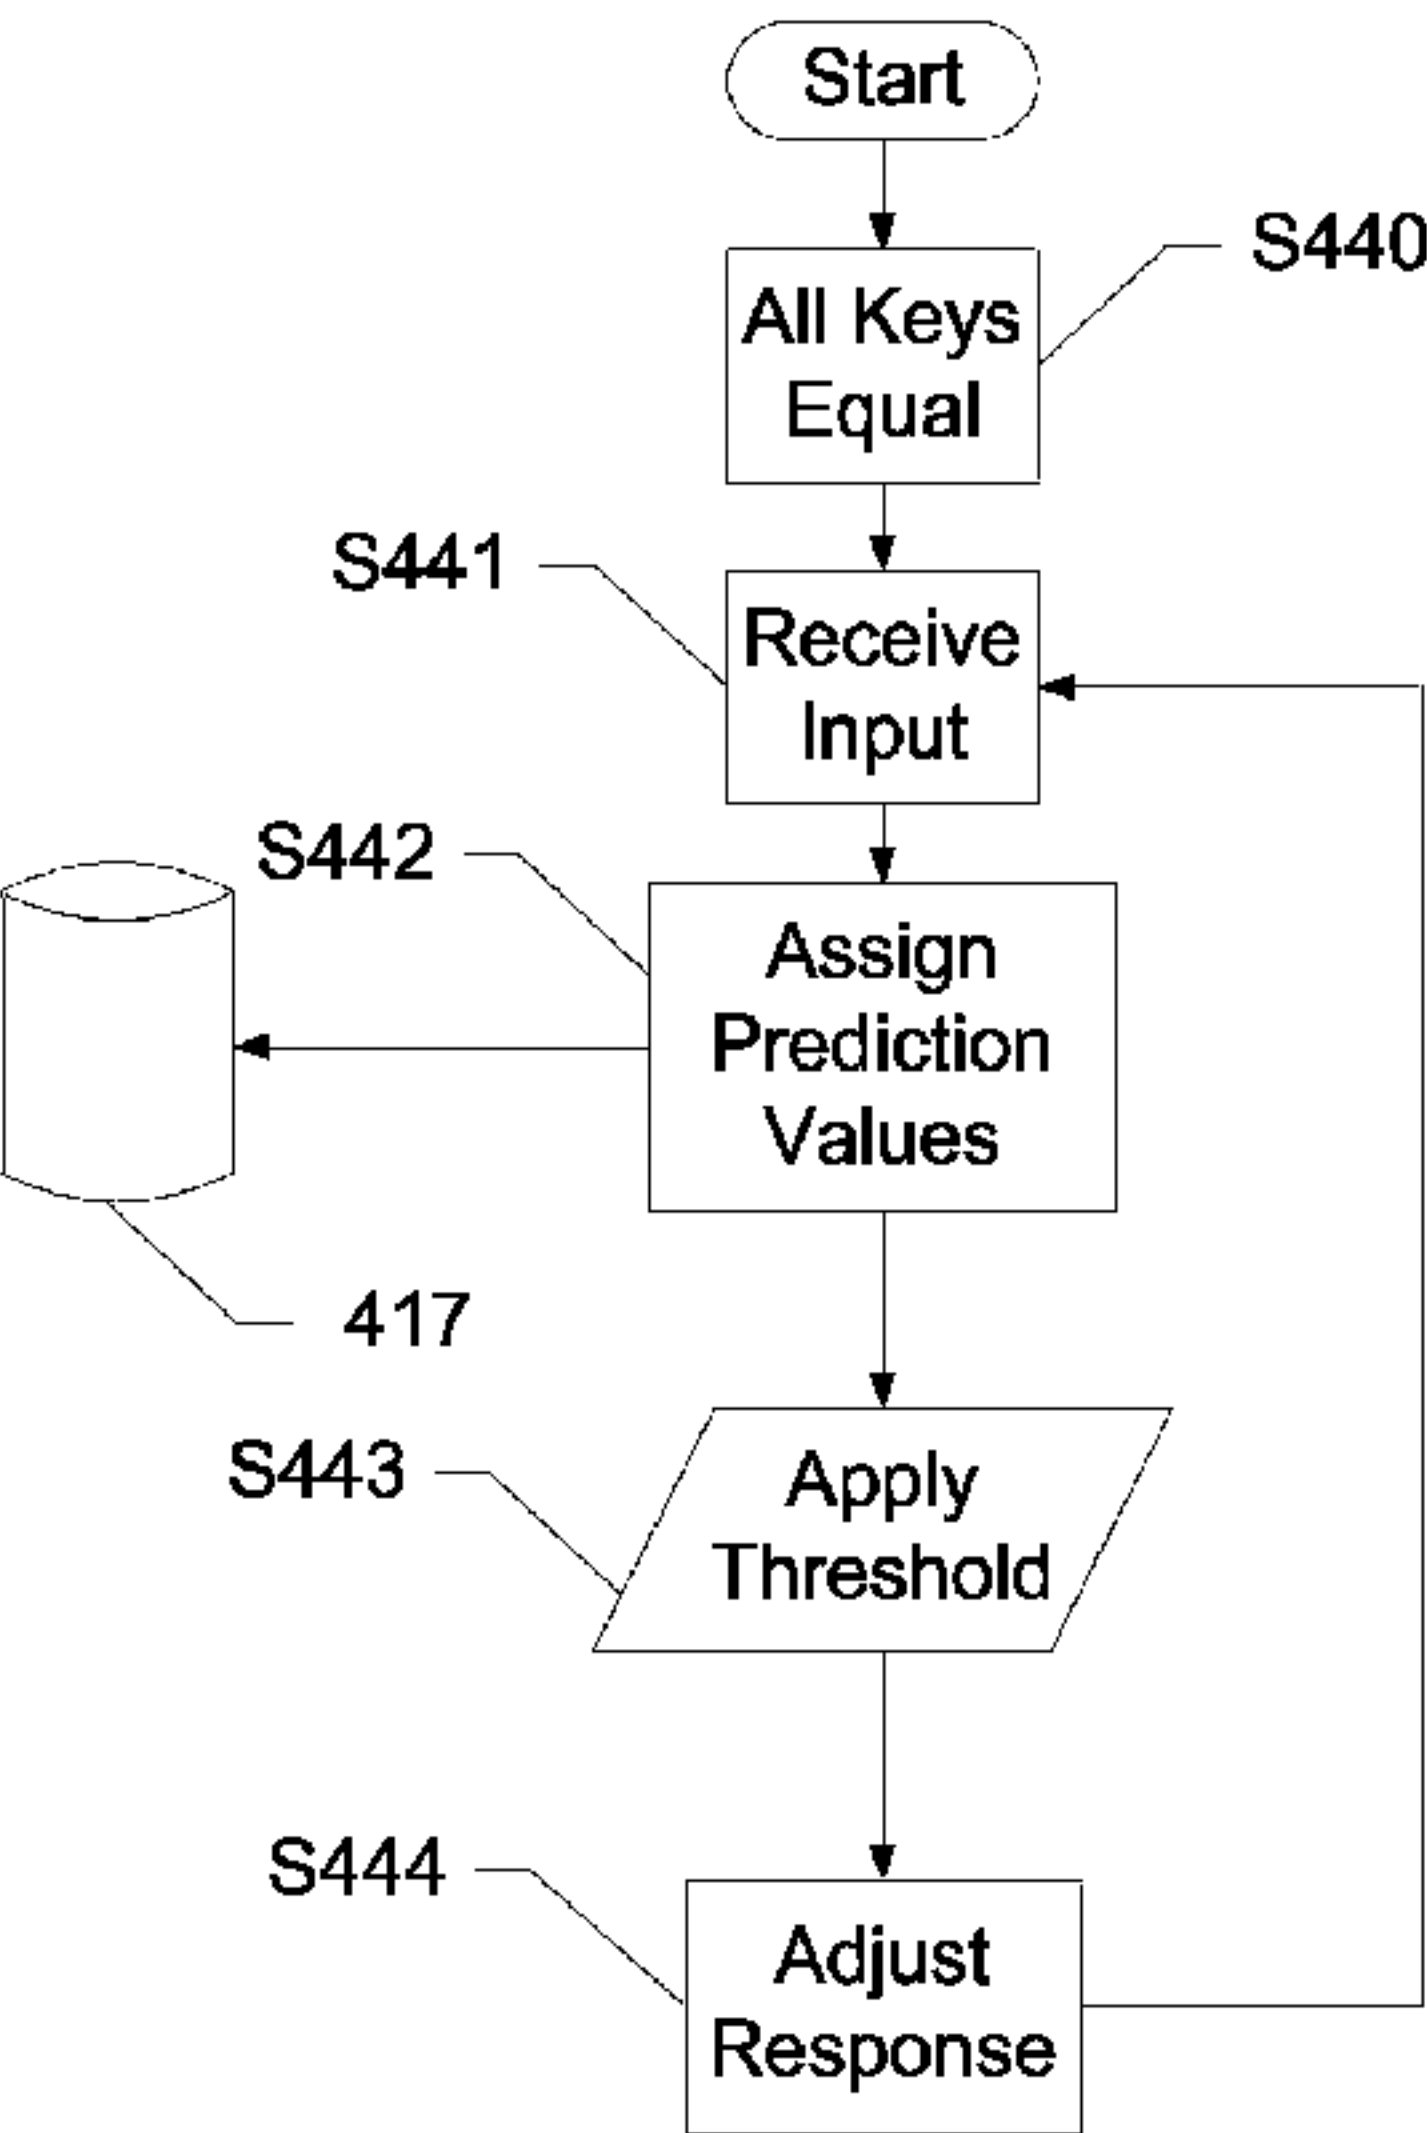 Start
S440
All Keys
Equal
S441
Receive
Input
S442
Assign
Prediction
Values
417
S443
Apply
Threshold
S444
Adjust
Response